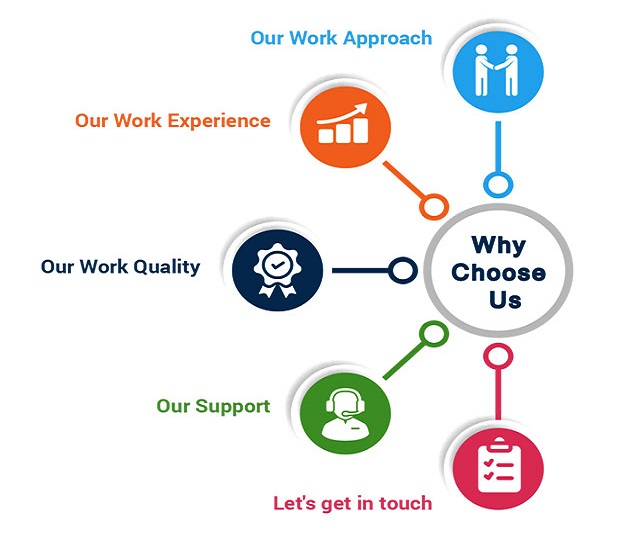 Our Work Approach
Our Work Experience
Our Work Quality
Why
Choose
Us
Our Support
Let's get in touch